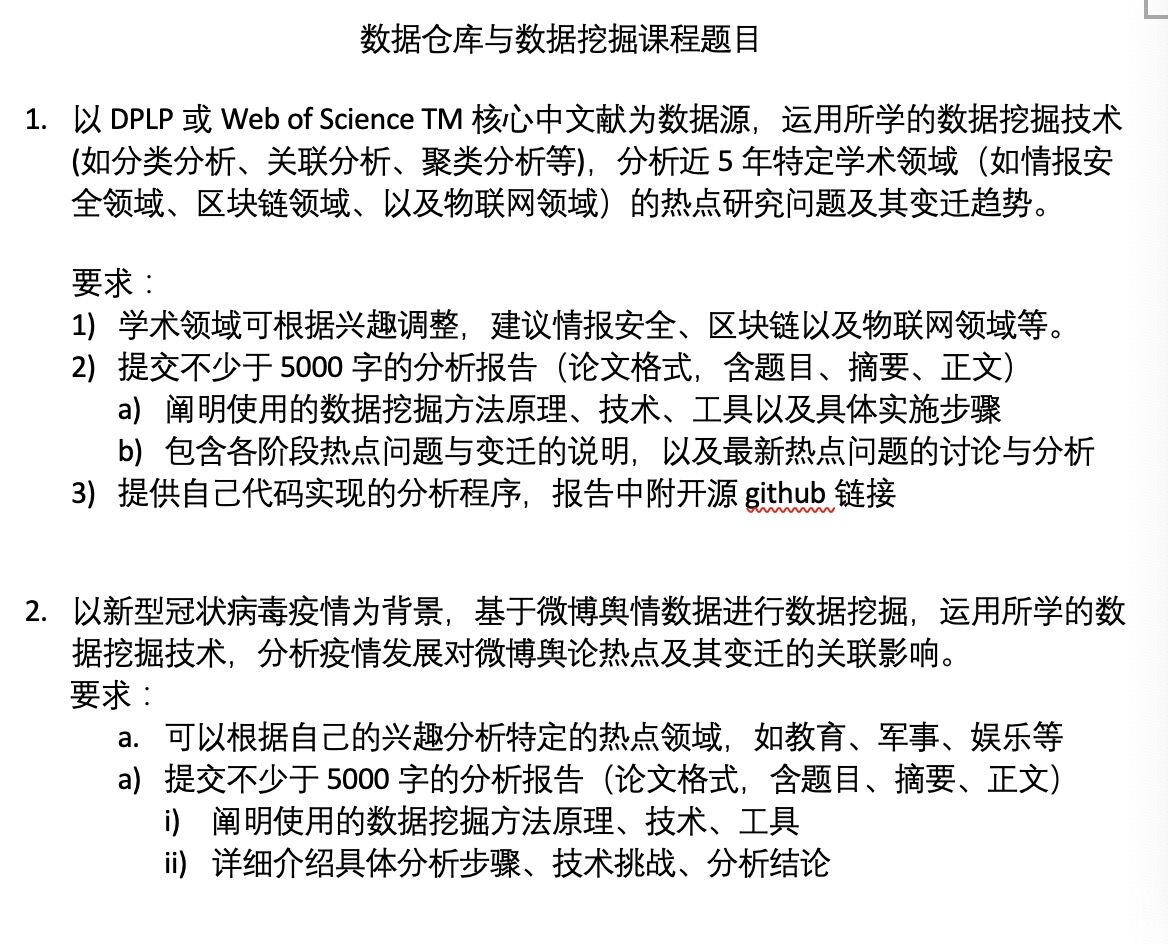 数据仓库与数据挖掘课程题目
1. 以 DPLP 或 Web of Science TM 核心中文献为数据源，运用所学的数据挖掘技术
(如分类分析、关联分析、聚类分析等)，分析近 5 年特定学术领域（如情报安
全领域、区块链领域、以及物联网领域）的热点研究问题及其变迁趋势。
要求：
1) 学术领域可根据兴趣调整，建议情报安全、区块链以及物联网领域等。
2) 提交不少于 5000 字的分析报告（论文格式，含题目、摘要、正文）
a) 阐明使用的数据挖掘方法原理、技术、工具以及具体实施步骤
b) 包含各阶段热点问题与变迁的说明，以及最新热点问题的讨论与分析
3) 提供自己代码实现的分析程序，报告中附开源 github 链接
2. 以新型冠状病毒疫情为背景，基于微博舆情数据进行数据挖掘，运用所学的数
据挖掘技术，分析疫情发展对微博舆论热点及其变迁的关联影响。
要求：
a. 可以根据自己的兴趣分析特定的热点领域，如教育、军事、娱乐等
a) 提交不少于 5000 字的分析报告（论文格式，含题目、摘要、正文）
i) 阐明使用的数据挖掘方法原理、技术、工具
ii) 详细介绍具体分析步骤、技术挑战、分析结论